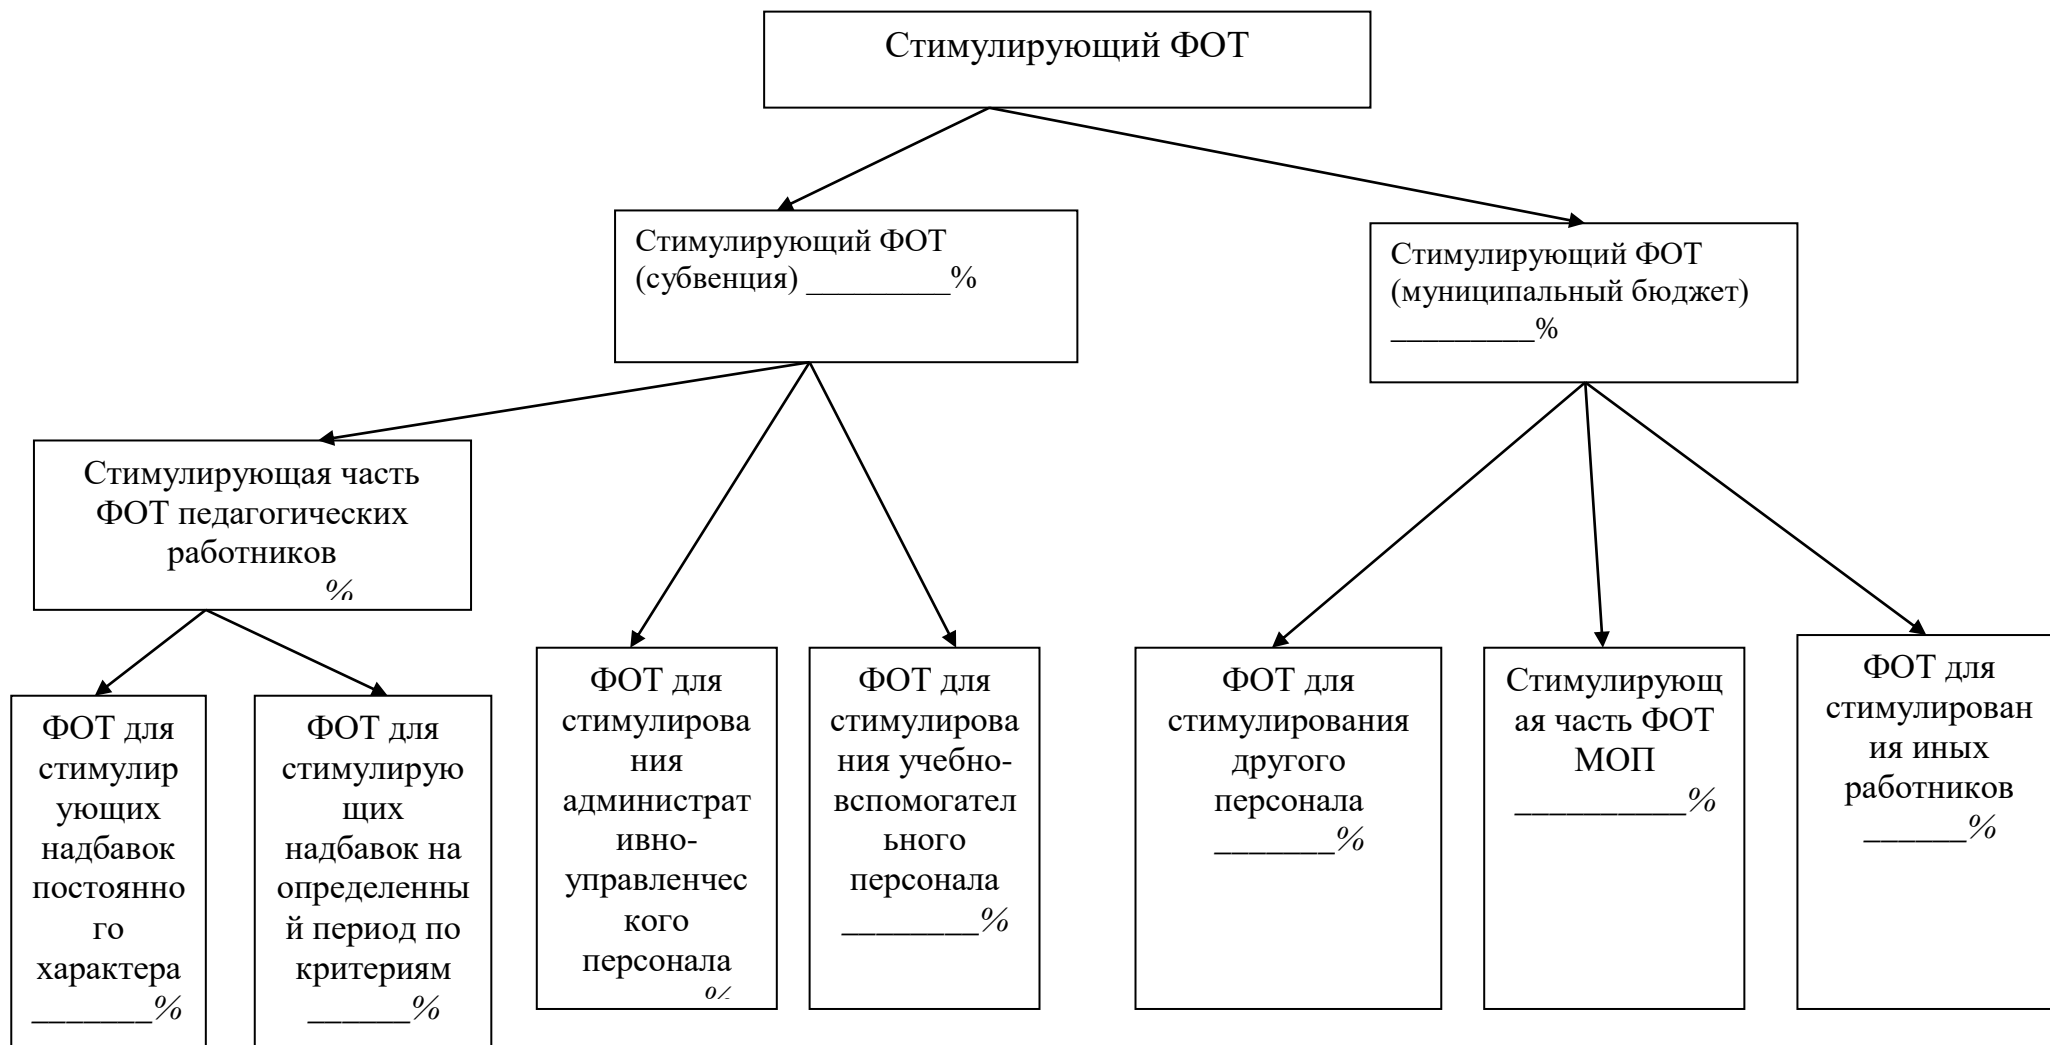 Стимулирующий ФОТ
Стимулирующий ФОТ
(субвенция) _________%
Стимулирующий ФОТ
(муниципальный бюджет)
_________%
Стимулирующая часть
ФОТ педагогических
работников
%
ФОТ для
стимулир
ующих
надбавок
постоянно
го
характера
_______%
ФОТ для
стимулирую
щих
надбавок на
определенны
й период по
критериям
______%
ФОТ для
стимулирова
ния
администрат
ивно-
управленчес
кого
персонала
%
ФОТ для
стимулирова
ния учебно-
вспомогател
ьного
персонала
________%
ФОТ для
стимулирования
другого
персонала
_______%
Стимулирующ
ая часть ФОТ
МОП
__________%
ФОТ для
стимулирован
ия иных
работников
______%